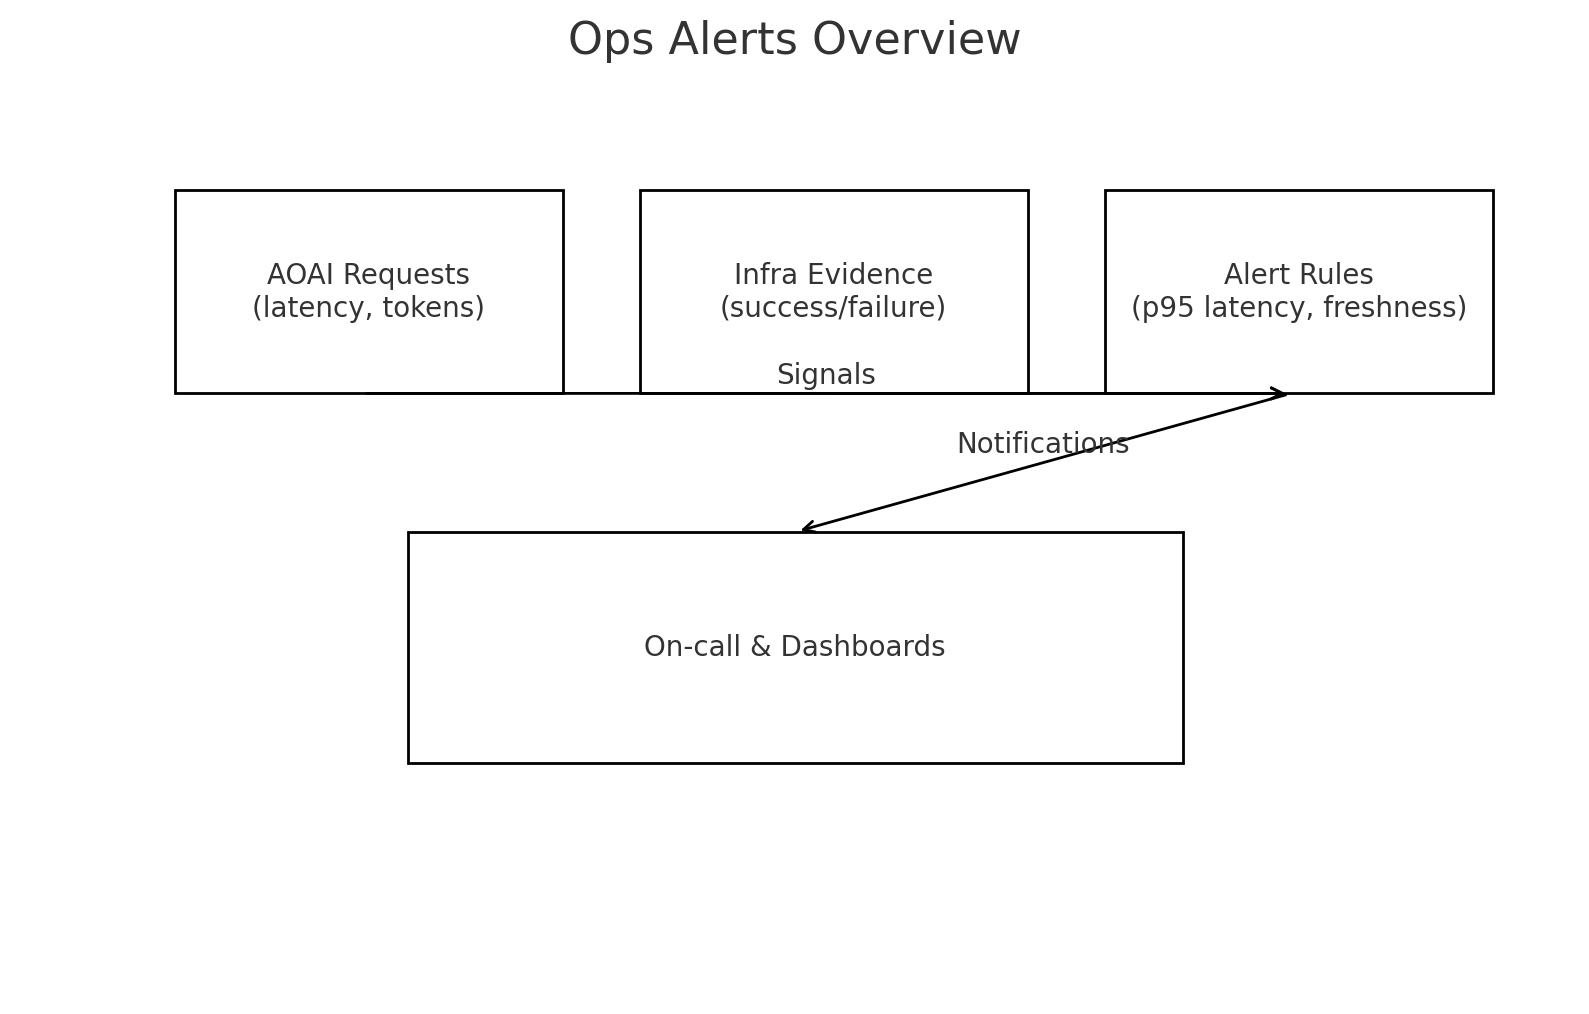 Ops Alerts Overview
AOAI Requests
(latency, tokens)
Infra Evidence
(success/failure)
Alert Rules
(p95 latency, freshness)
Signals
Notifications
On-call & Dashboards